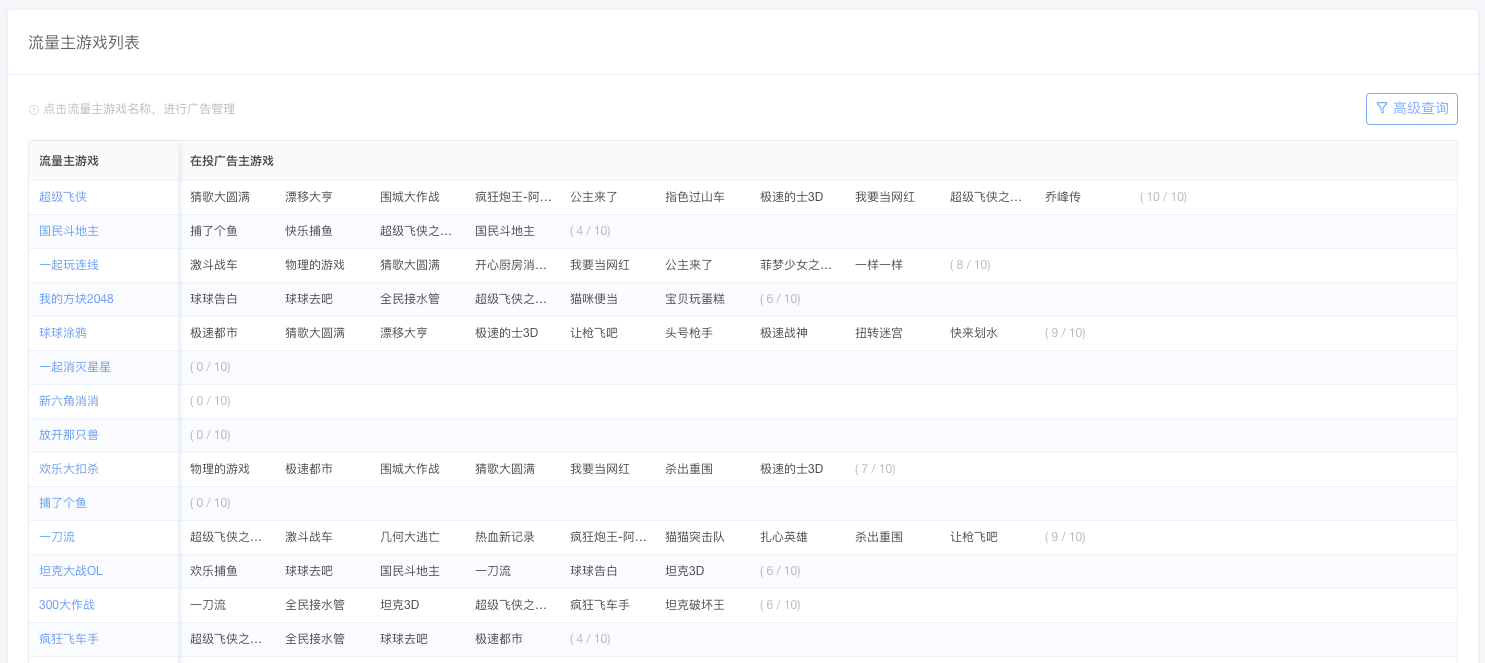 流量主游戏列表
点击流量主游戏名称，进行广告管理 高级查询
流量主游戏 在投广告主游戏
超级飞侠 猜歌大圆满 漂移大亨 围城大作战 疯狂炮王-阿... 公主来了 指色过山车 极速的士3D 我要当网红 超级飞侠之... 乔峰传 ( 10 / 10)
国民斗地主 捕了个鱼 快乐捕鱼 超级飞侠之... 国民斗地主 ( 4 / 10)
一起玩连线 激斗战车 物理的游戏 猜歌大圆满 开心厨房消... 我要当网红 公主来了 菲梦少女之... 一样一样 ( 8 / 10)
我的方块2048 球球告白 球球去吧 全民接水管 超级飞侠之... 猫咪便当 宝贝玩蛋糕 ( 6 / 10)
球球涂鸦 极速都市 猜歌大圆满 漂移大亨 极速的士3D 让枪飞吧 头号枪手 极速战神 扭转迷宫 快来划水 ( 9 / 10)
一起消灭星星 ( 0 / 10)
新六角消消 ( 0 / 10)
放开那只兽 ( 0 / 10)
欢乐大扣杀 物理的游戏 极速都市 围城大作战 猜歌大圆满 我要当网红 杀出重围 极速的士3D ( 7 / 10)
捕了个鱼 ( 0 / 10)
一刀流 超级飞侠之... 激斗战车 几何大逃亡 热血新记录 疯狂炮王-阿... 猫猫突击队 扎心英雄 杀出重围 让枪飞吧 ( 9 / 10)
坦克大战OL 欢乐捕鱼 球球去吧 国民斗地主 一刀流 球球告白 坦克3D ( 6 / 10)
300大作战 一刀流 全民接水管 坦克3D 超级飞侠之... 疯狂飞车手 坦克破坏王 ( 6 / 10)
疯狂飞车手 超级飞侠之... 全民接水管 球球去吧 极速都市 ( 4 / 10)